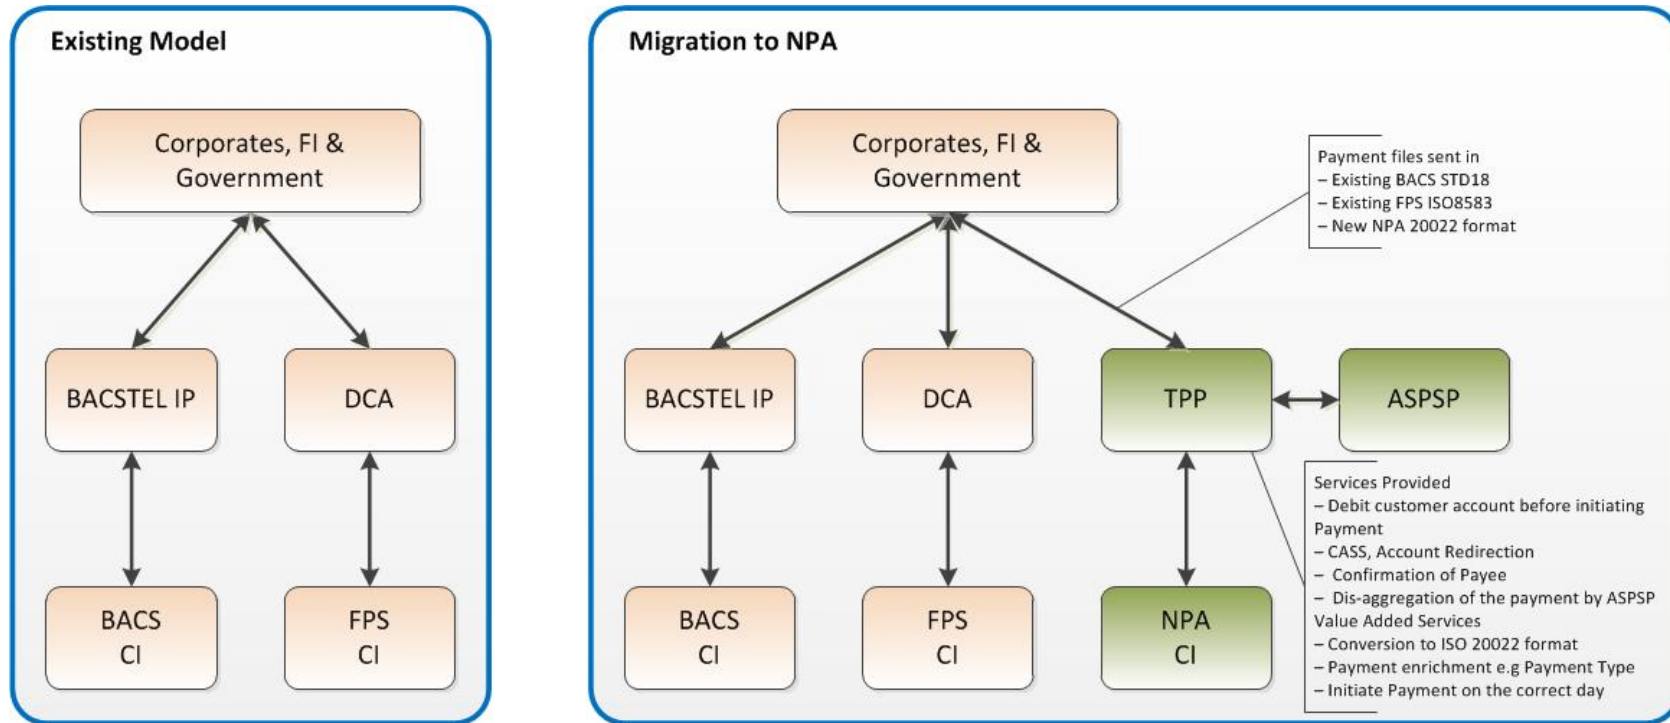 Existing Model
Corporates, FI &
Government
BACSTEL IP
DCA
BACS
CI
FPS
CI
Migration to NPA
Corporates, FI &
Government
Payment files sent in
– Existing BACS STD18
– Existing FPS ISO8583
– New NPA 20022 format
BACSTEL IP
DCA
TPP
ASPSP
Services Provided
– Debit customer account before initiating
Payment
– CASS, Account Redirection
– Confirmation of Payee
– Dis-aggregation of the payment by ASPSP
Value Added Services
– Conversion to ISO 20022 format
– Payment enrichment e.g Payment Type
– Initiate Payment on the correct day
BACS
CI
FPS
CI
NPA
CI